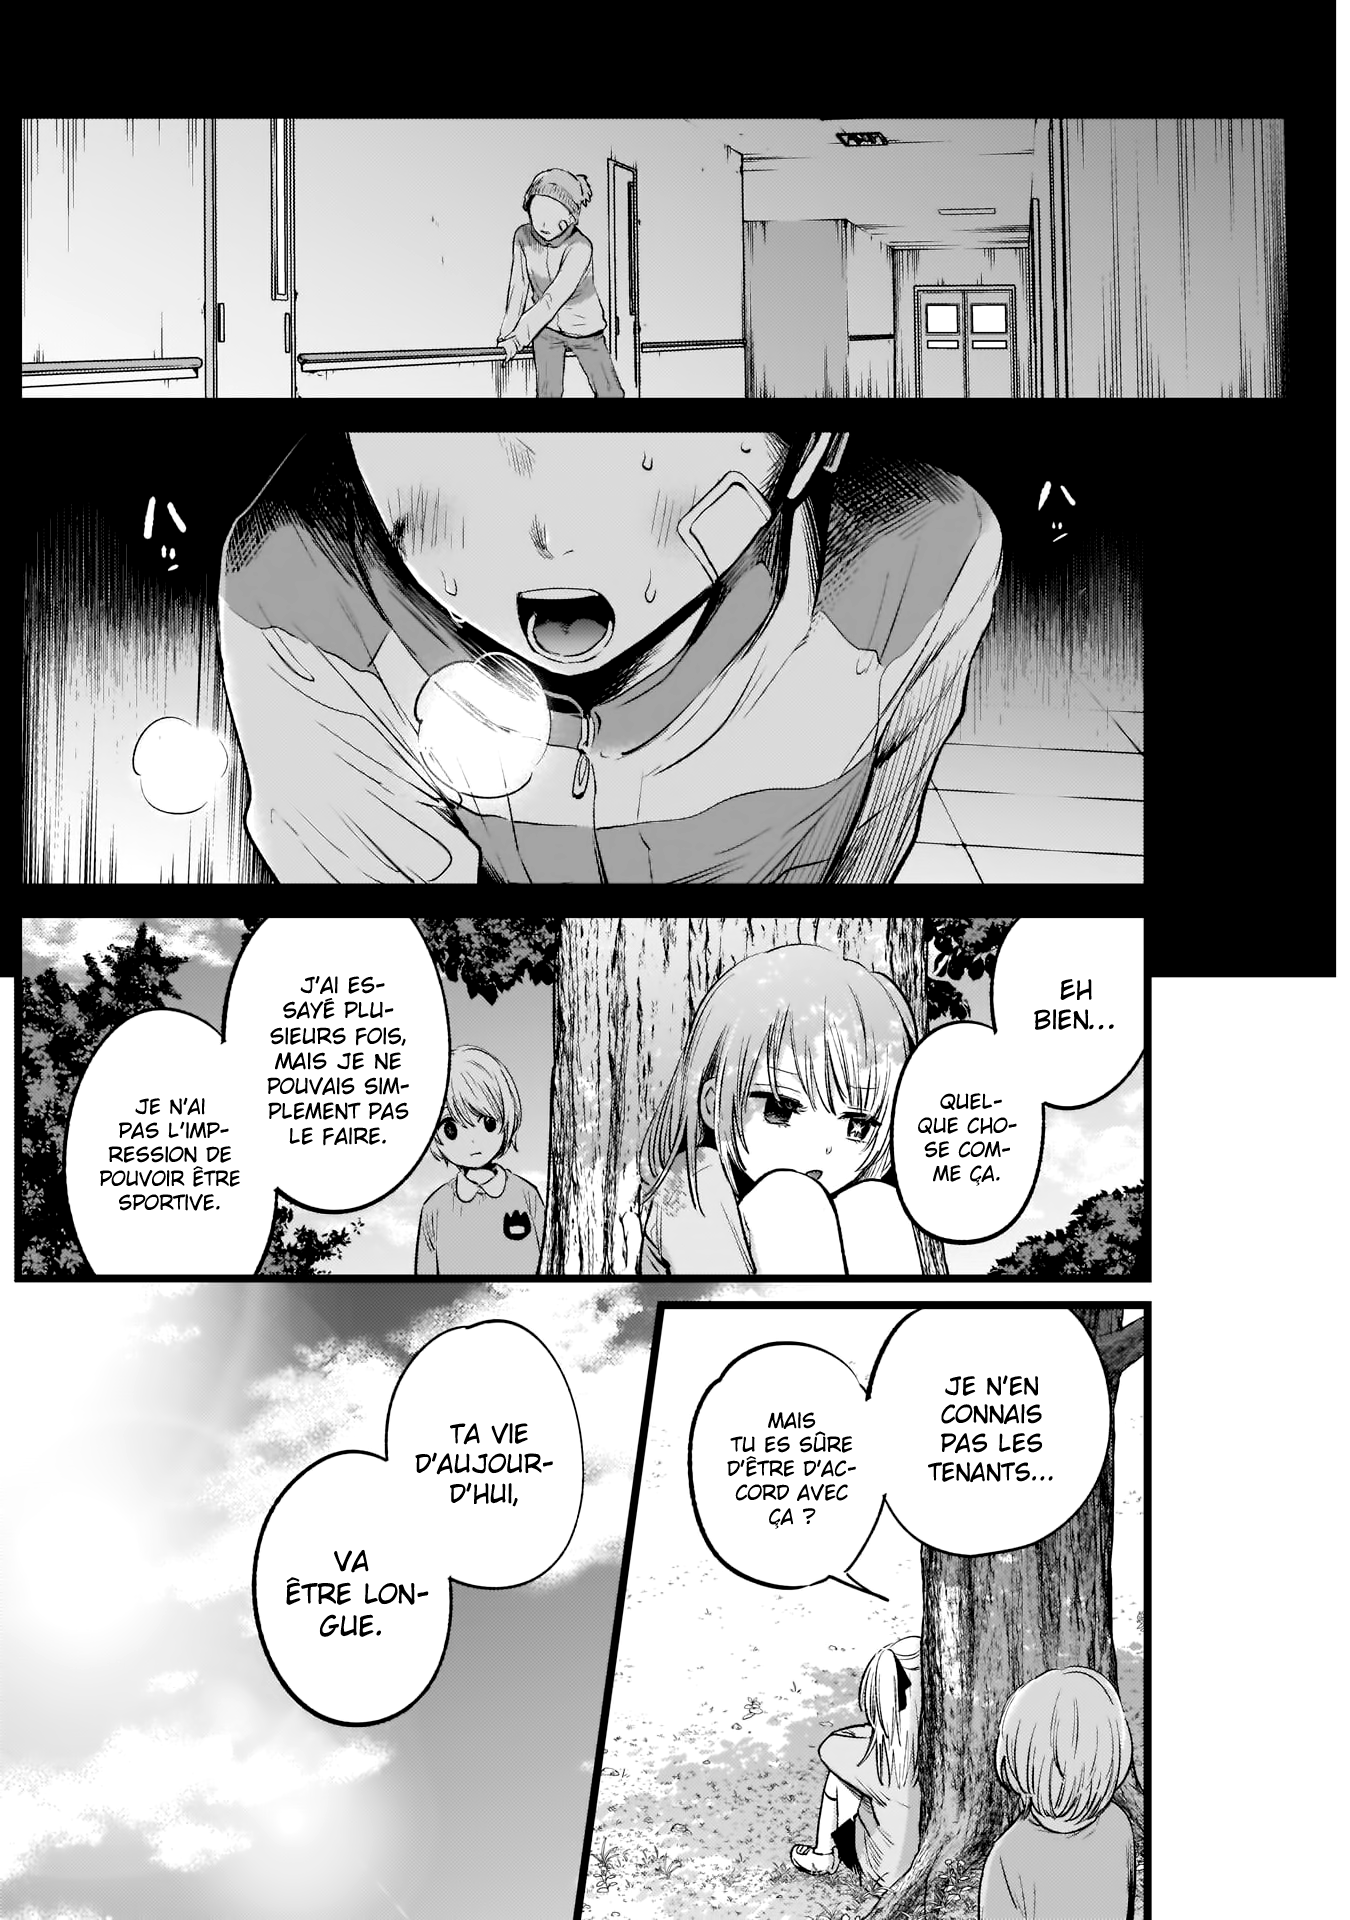 ハ
ハ
EH
BIEN...
QUEL-
QUE CHO-
SE COM-
ME ÇA.
J'AI ES-
SAYÉ PLU-
SIEURS FOIS,
MAIS JE NE
POUVAIS SIM-
PLEMENT PAS
LE FAIRE.
JE N'AI
PAS L'IMP-
RESSION DE
POUVOIR ÊTRE
SPORTIVE.
JE N'EN
CONNAIS
PAS LES
TENANTS...
MAIS
TU ES SÛRE
D'ÊTRE D'AC-
CORD AVEC
ÇA ?
TA VIE
D'AUJOUR-
D'HUI,
VA
ÊTRE LON-
GUE.